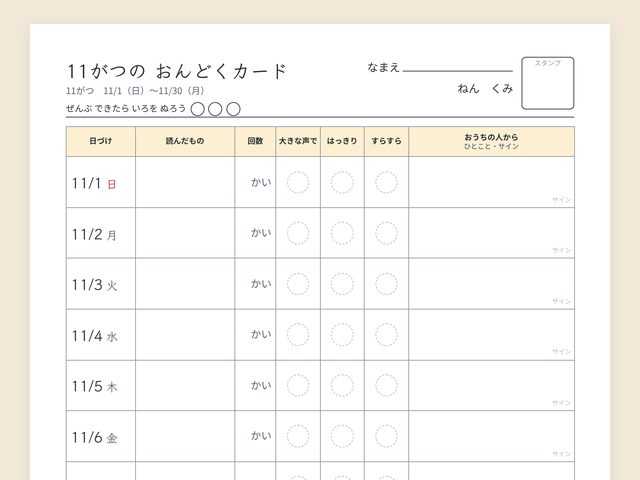 11がつの おんどくカード
なまえ
スタンプ
11がつ 11/1（日）〜11/30（月）
ねん くみ
ぜんぶ できたら いろを ぬろう
日づけ 読んだもの 回数 大きな声で はっきり すらすら おうちの人から
ひとこと・サイン
11/1 日 かい
サイン
11/2 月 かい
サイン
11/3 火 かい
サイン
11/4 水 かい
サイン
11/5 木 かい
サイン
11/6 金 かい
サイン